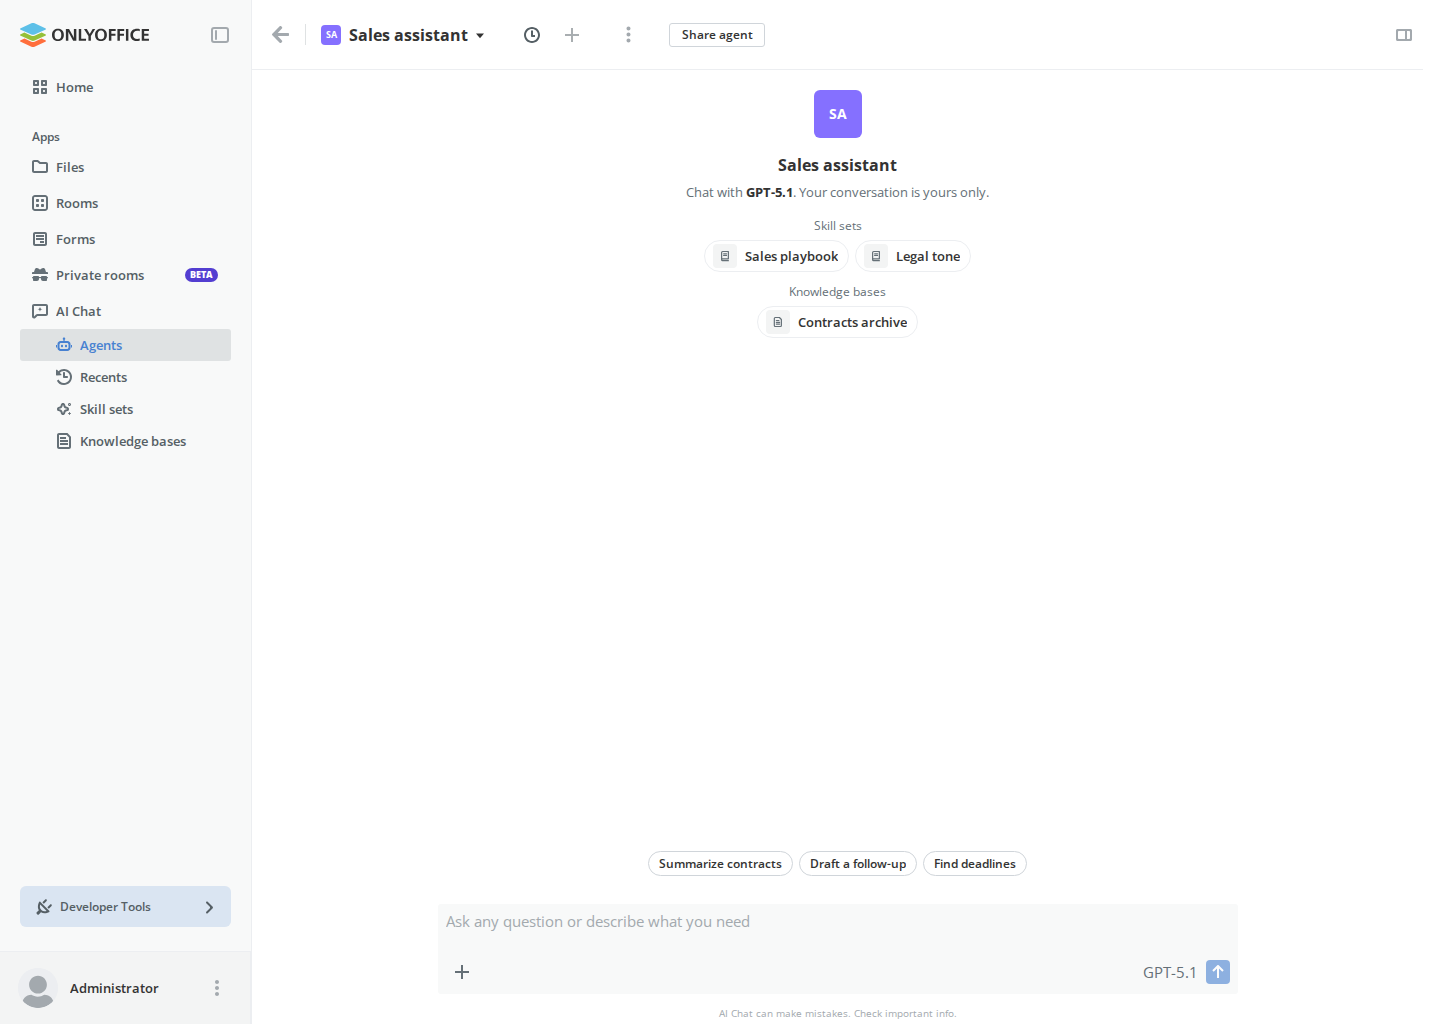 ONLYOFFICE
Home
Apps
Files
Rooms
Forms
Private rooms BETA
AI Chat
Agents
Recents
Skill sets
Knowledge bases
Developer Tools
Administrator
SA Sales assistant
Share agent
SA
Sales assistant
Chat with GPT-5.1. Your conversation is yours only.
Skill sets
Sales playbook Legal tone
Knowledge bases
Contracts archive
Summarize contracts Draft a follow-up Find deadlines
Ask any question or describe what you need
GPT-5.1
AI Chat can make mistakes. Check important info.